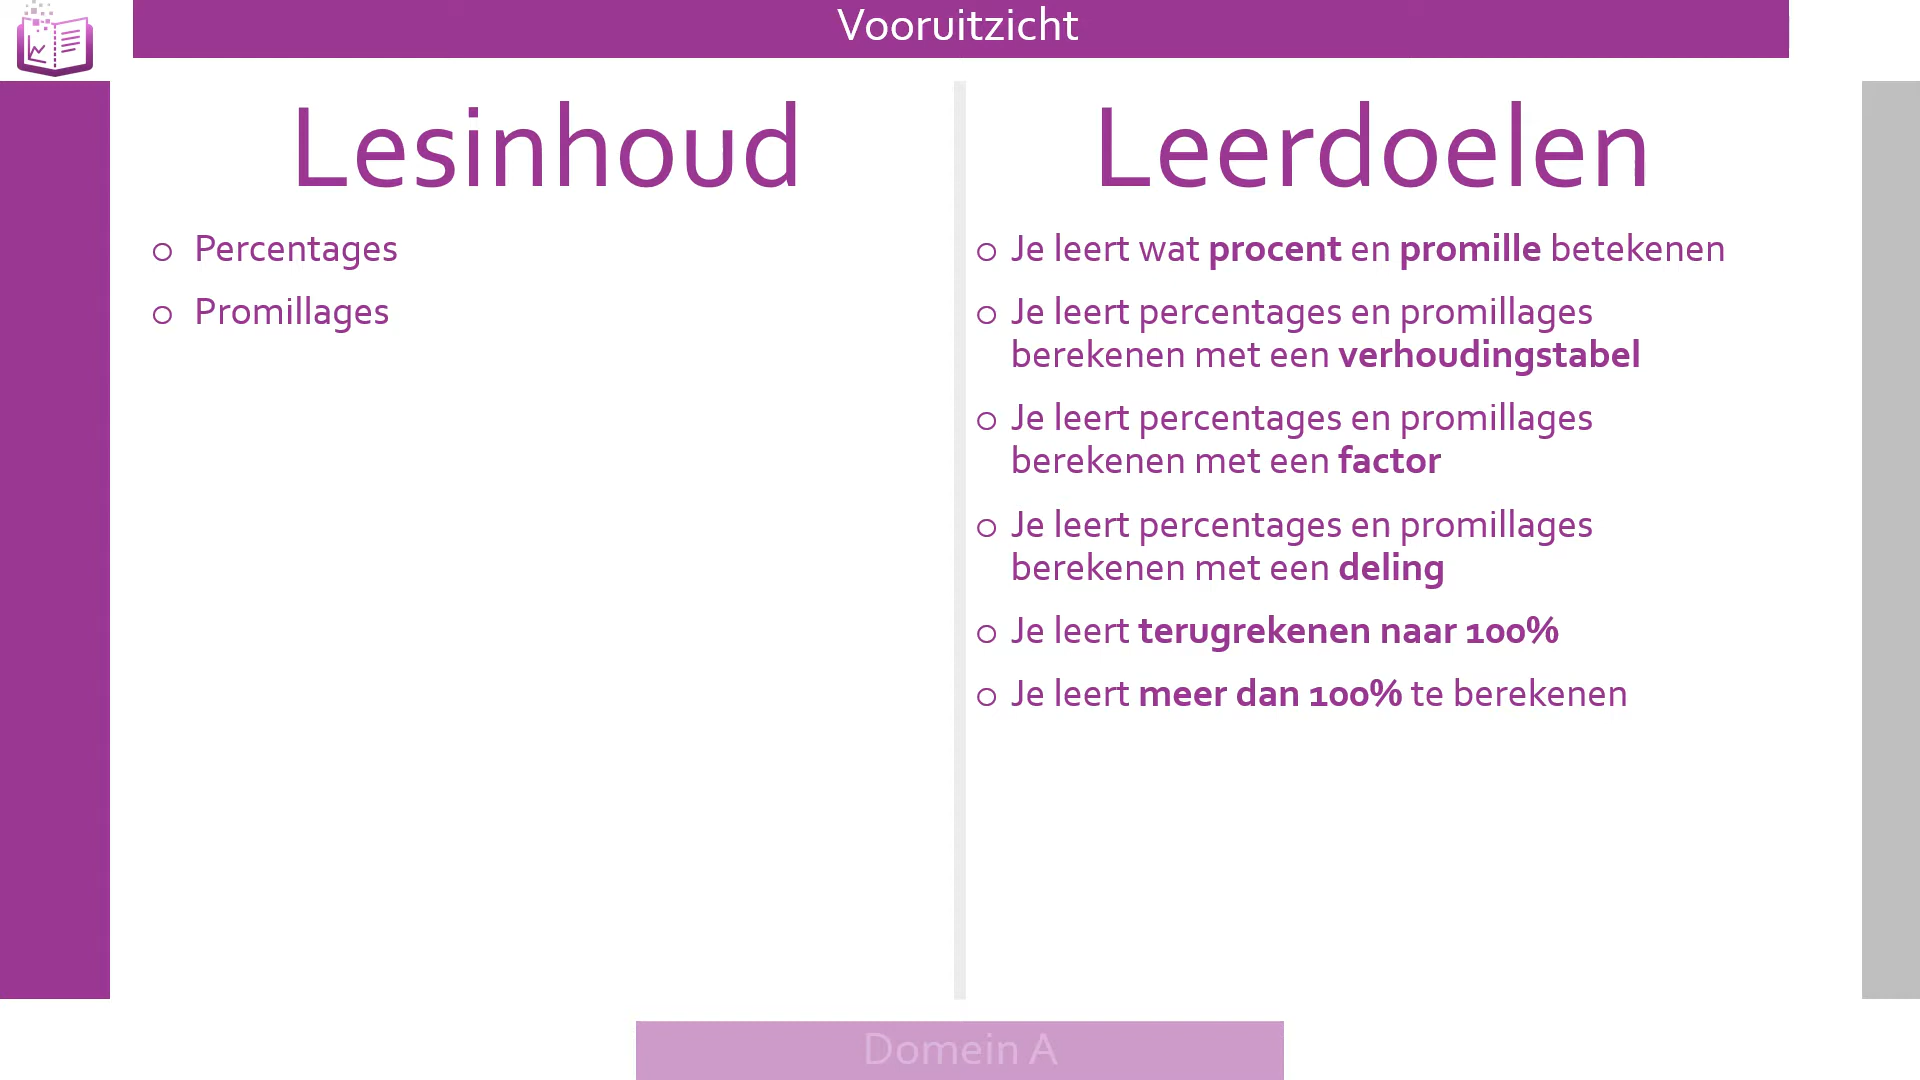 Vooruitzicht
Lesinhoud
o Percentages
o Promillages
Leerdoelen
o Je leert wat procent en promille betekenen
o Je leert percentages en promillages
berekenen met een verhoudingstabel
o Je leert percentages en promillages
berekenen met een factor
o Je leert percentages en promillages
berekenen met een deling
o Je leert terugrekenen naar 100%
o Je leert meer dan 100% te berekenen
Domein A